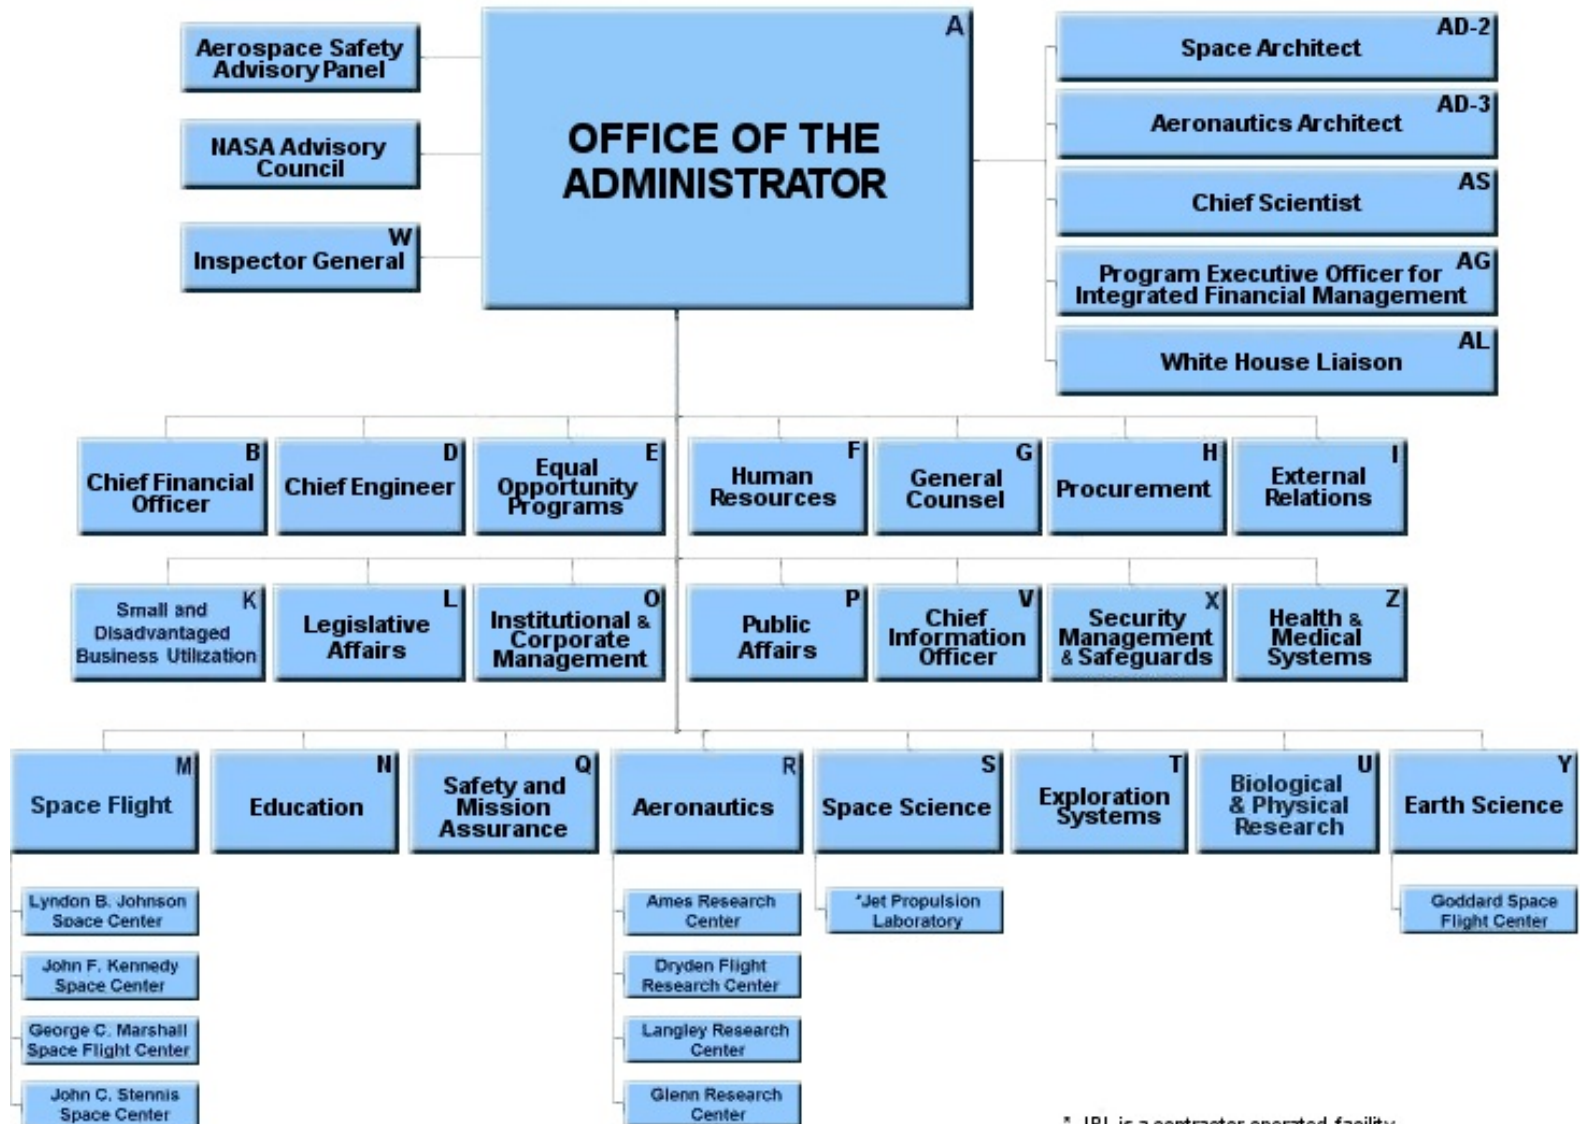 A
OFFICE OF THE
ADMINISTRATOR
Aerospace Safety
Advisory Panel
NASA Advisory
Council
W
Inspector General
AD-2
Space Architect
AD-3
Aeronautics Architect
AS
Chief Scientist
AG
Program Executive Officer for
Integrated Financial Management
AL
White House Liaison
B
Chief Financial
Officer
D
Chief Engineer
E
Equal
Opportunity
Programs
F
Human
Resources
G
General
Counsel
H
Procurement
I
External
Relations
K
Small and
Disadvantaged
Business Utilization
L
Legislative
Affairs
O
Institutional &
Corporate
Management
P
Public
Affairs
V
Chief
Information
Officer
X
Security
Management
& Safeguards
Z
Health &
Medical
Systems
M
Space Flight
N
Education
Q
Safety and
Mission
Assurance
R
Aeronautics
S
Space Science
T
Exploration
Systems
U
Biological
& Physical
Research
Y
Earth Science
Lyndon B. Johnson
Space Center
John F. Kennedy
Space Center
George C. Marshall
Space Flight Center
John C. Stennis
Space Center
Ames Research
Center
Dryden Flight
Research Center
Langley Research
Center
Glenn Research
Center
*Jet Propulsion
Laboratory
Goddard Space
Flight Center
* JPL is a contractor operated facility